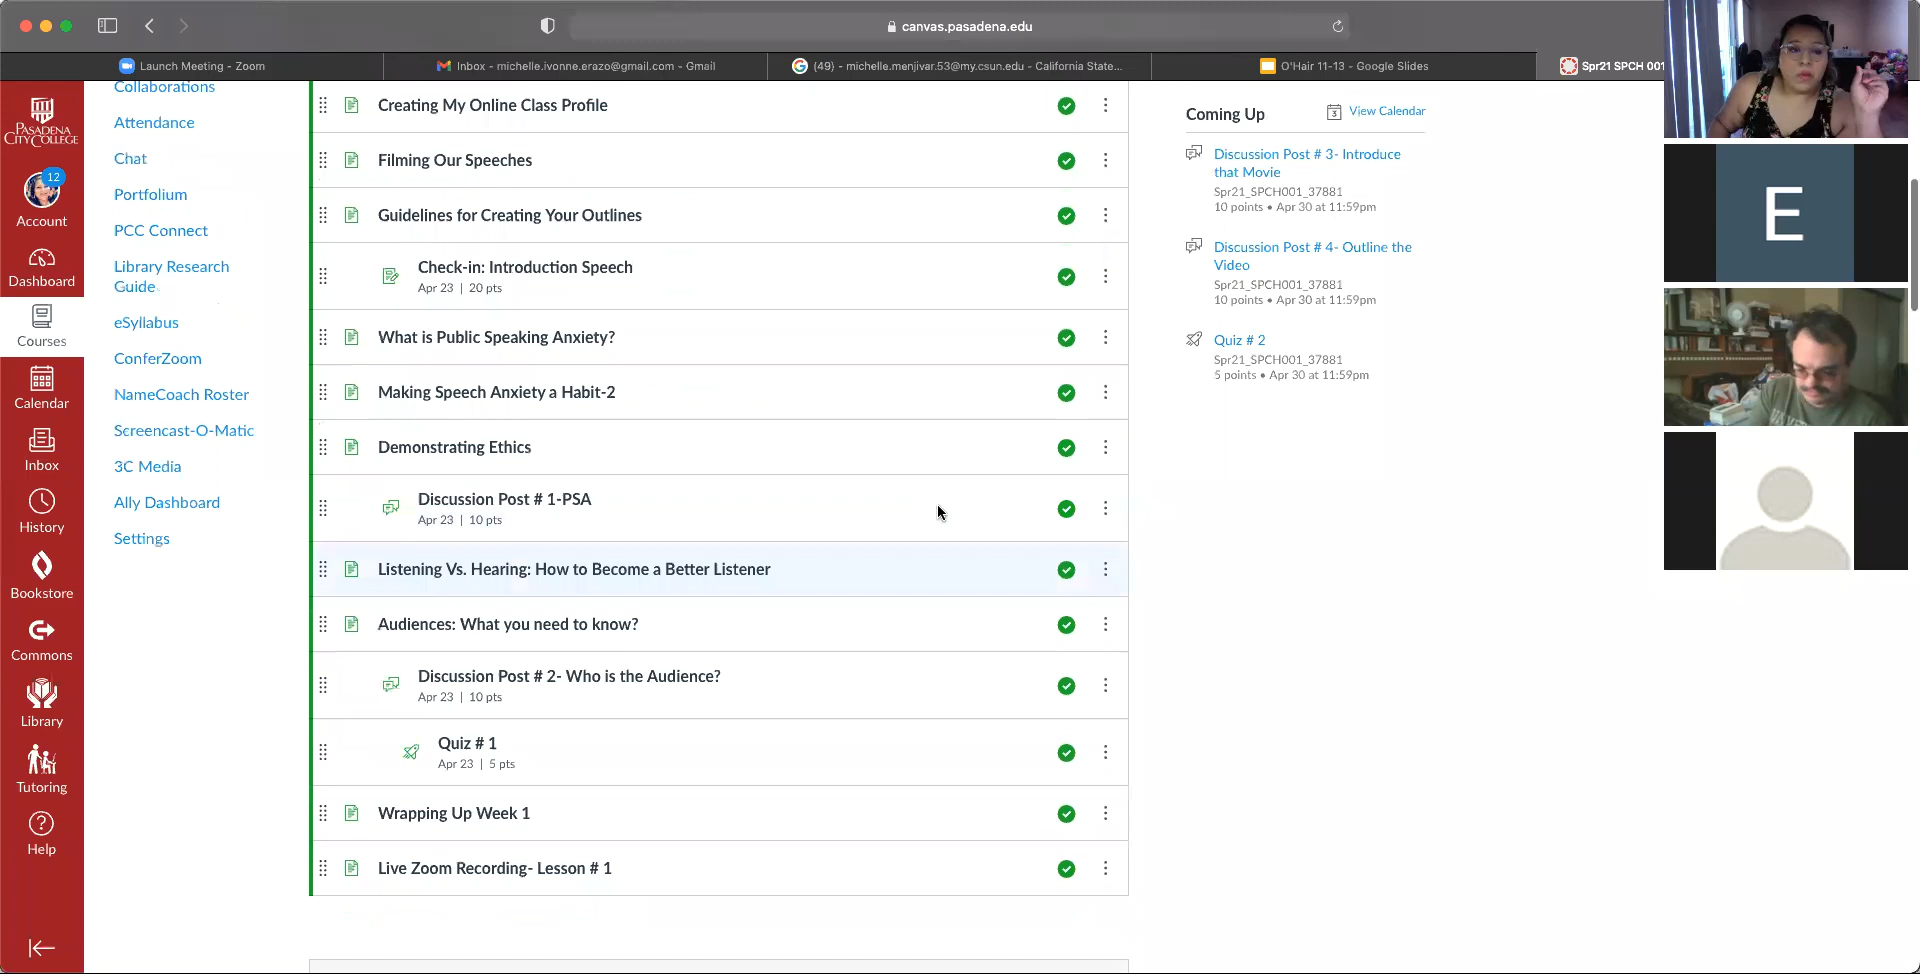 canvas.pasadena.edu
Launch Meeting - Zoom
Inbox - michelle.ivonne.erazo@gmail.com - Gmail
(49) - michelle.menjivar.53@my.csun.edu - California State...
O'Hair 11-13 - Google Slides
Spr21 SPCH 001
PASADENA
CITY COLLEGE
12
Account
Dashboard
Courses
Calendar
Inbox
History
Bookstore
Commons
Library
Tutoring
Help
Collaborations
Attendance
Chat
Portfolium
PCC Connect
Library Research
Guide
eSyllabus
ConferZoom
NameCoach Roster
Screencast-O-Matic
3C Media
Ally Dashboard
Settings
Creating My Online Class Profile
Filming Our Speeches
Guidelines for Creating Your Outlines
Check-in: Introduction Speech
Apr 23 | 20 pts
What is Public Speaking Anxiety?
Making Speech Anxiety a Habit-2
Demonstrating Ethics
Discussion Post # 1-PSA
Apr 23 | 10 pts
Listening Vs. Hearing: How to Become a Better Listener
Audiences: What you need to know?
Discussion Post # 2- Who is the Audience?
Apr 23 | 10 pts
Quiz # 1
Apr 23 | 5 pts
Wrapping Up Week 1
Live Zoom Recording- Lesson # 1
Coming Up
3
View Calendar
Discussion Post # 3- Introduce
that Movie
Spr21_SPCH001_37881
10 points • Apr 30 at 11:59pm
Discussion Post # 4- Outline the
Video
Spr21_SPCH001_37881
10 points • Apr 30 at 11:59pm
Quiz # 2
Spr21_SPCH001_37881
5 points • Apr 30 at 11:59pm
E